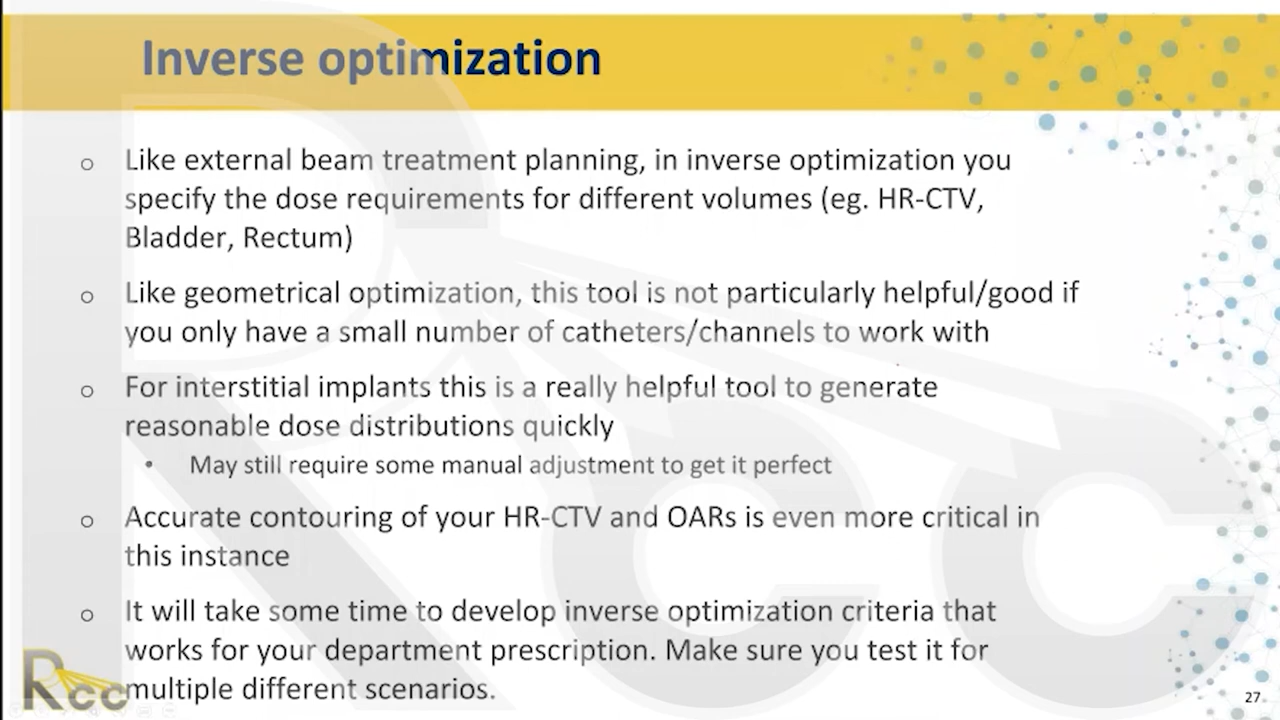 Inverse optimization
○ Like external beam treatment planning, in inverse optimization you
specify the dose requirements for different volumes (eg. HR-CTV,
Bladder, Rectum)
○ Like geometrical optimization, this tool is not particularly helpful/good if
you only have a small number of catheters/channels to work with
○ For interstitial implants this is a really helpful tool to generate
reasonable dose distributions quickly
• May still require some manual adjustment to get it perfect
○ Accurate contouring of your HR-CTV and OARs is even more critical in
this instance
○ It will take some time to develop inverse optimization criteria that
works for your department prescription. Make sure you test it for
multiple different scenarios.
Rcc
27
Rcc